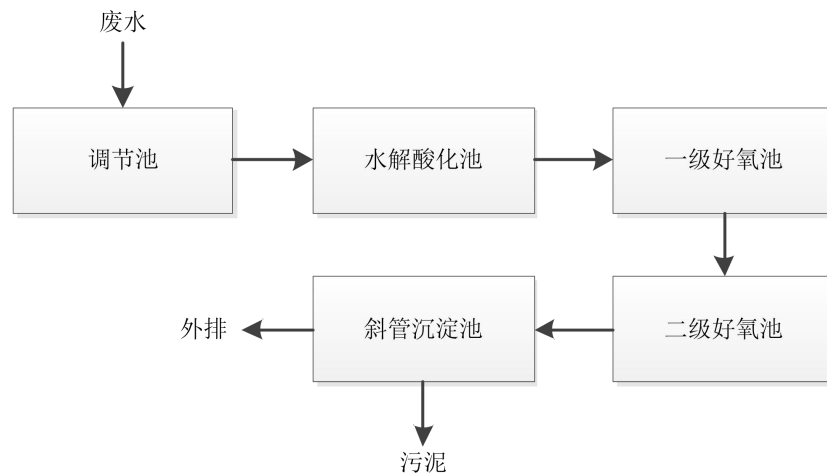 废水
调节池
水解酸化池
一级好氧池
二级好氧池
斜管沉淀池
外排
污泥